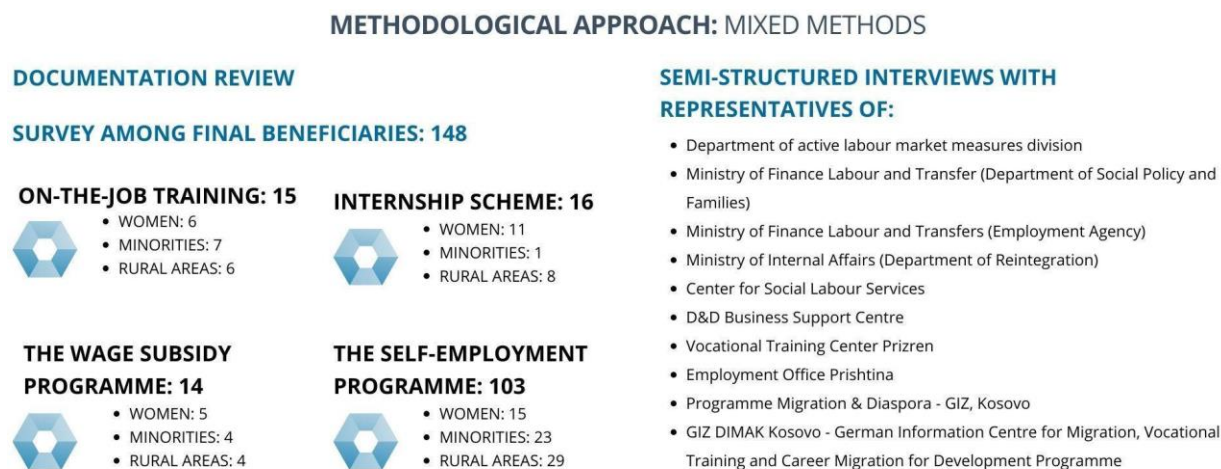 METHODOLOGICAL APPROACH: MIXED METHODS
DOCUMENTATION REVIEW
SURVEY AMONG FINAL BENEFICIARIES: 148
ON-THE-JOB TRAINING: 15
• WOMEN: 6
• MINORITIES: 7
• RURAL AREAS: 6
INTERNSHIP SCHEME: 16
• WOMEN: 11
• MINORITIES: 1
• RURAL AREAS: 8
THE WAGE SUBSIDY
PROGRAMME: 14
• WOMEN: 5
• MINORITIES: 4
• RURAL AREAS: 4
THE SELF-EMPLOYMENT
PROGRAMME: 103
• WOMEN: 15
• MINORITIES: 23
• RURAL AREAS: 29
SEMI-STRUCTURED INTERVIEWS WITH
REPRESENTATIVES OF:
• Department of active labour market measures division
• Ministry of Finance Labour and Transfer (Department of Social Policy and
Families)
• Ministry of Finance Labour and Transfers (Employment Agency)
• Ministry of Internal Affairs (Department of Reintegration)
• Center for Social Labour Services
• D&D Business Support Centre
• Vocational Training Center Prizren
• Employment Office Prishtina
• Programme Migration & Diaspora - GIZ, Kosovo
• GIZ DIMAK Kosovo - German Information Centre for Migration, Vocational
Training and Career Migration for Development Programme